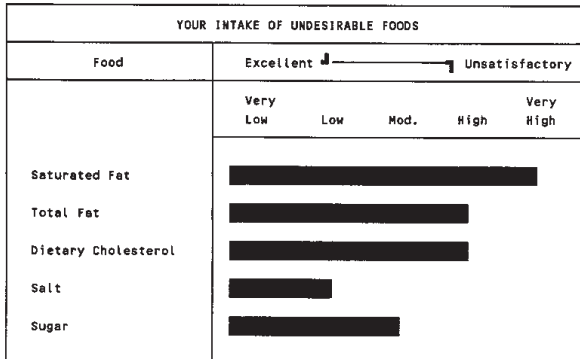 YOUR INTAKE OF UNDESIRABLE FOODS
Food Excellent Unsatisfactory
Very Low Low Mod. High Very High
Saturated Fat
Total Fat
Dietary Cholesterol
Salt
Sugar